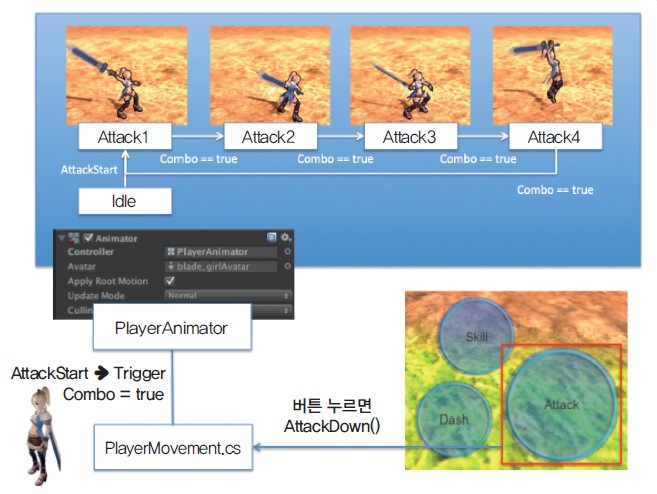 Attack1
Attack2
Attack3
Attack4
AttackStart
Combo == true
Combo == true
Combo == true
Combo == true
Idle
Animator
Controller
PlayerAnimator
Avatar
blade_girlAvatar
Apply Root Motion
Update Mode
Normal
Cullin
PlayerAnimator
AttackStart ➔ Trigger
Combo = true
PlayerMovement.cs
버튼 누르면
AttackDown()
Skill
Dash
Attack